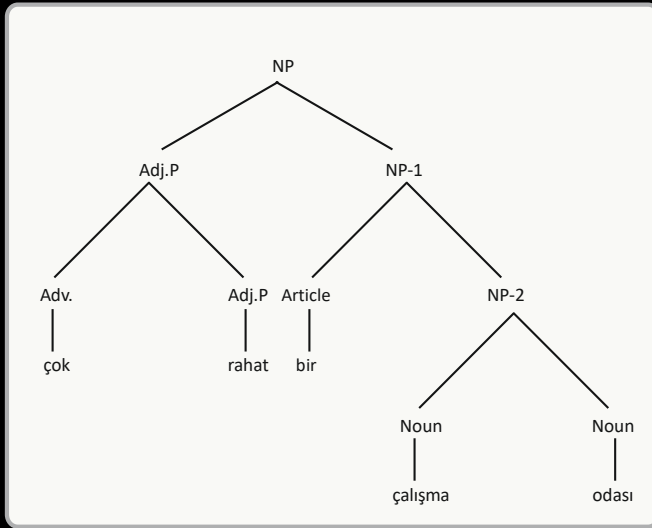 NP
Adj.P NP-1
Adv. Adj.P Article NP-2
çok rahat bir
Noun Noun
çalışma odası